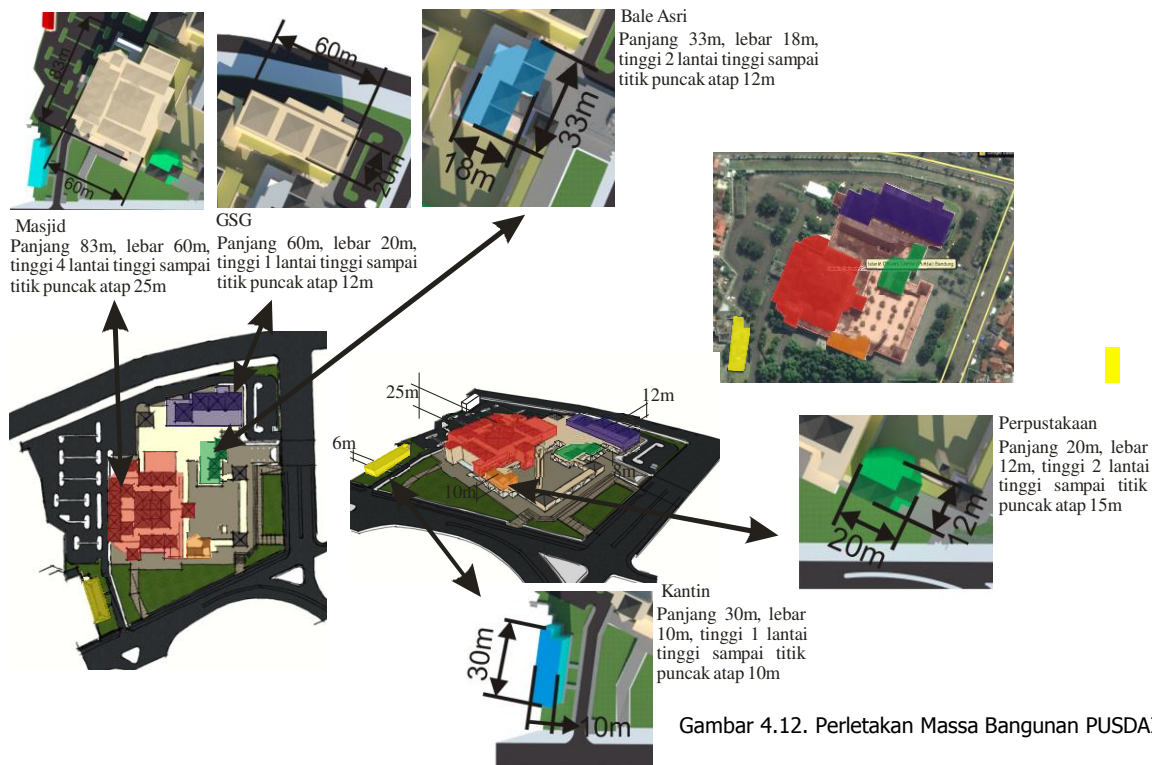 Bale Asri
Panjang 33m, lebar 18m,
tinggi 2 lantai tinggi sampai
titik puncak atap 12m
83m
60m
60m
20m
18m
33m
Masjid
Panjang 83m, lebar 60m,
tinggi 4 lantai tinggi sampai
titik puncak atap 25m
GSG
Panjang 60m, lebar 20m,
tinggi 1 lantai tinggi sampai
titik puncak atap 12m
25m
12m
6m
8m
10m
Perpustakaan
Panjang 20m, lebar
12m, tinggi 2 lantai
tinggi sampai titik
puncak atap 15m
20m
12m
Kantin
Panjang 30m, lebar
10m, tinggi 1 lantai
tinggi sampai titik
puncak atap 10m
30m
10m
Gambar 4.12. Perletakan Massa Bangunan PUSDAI